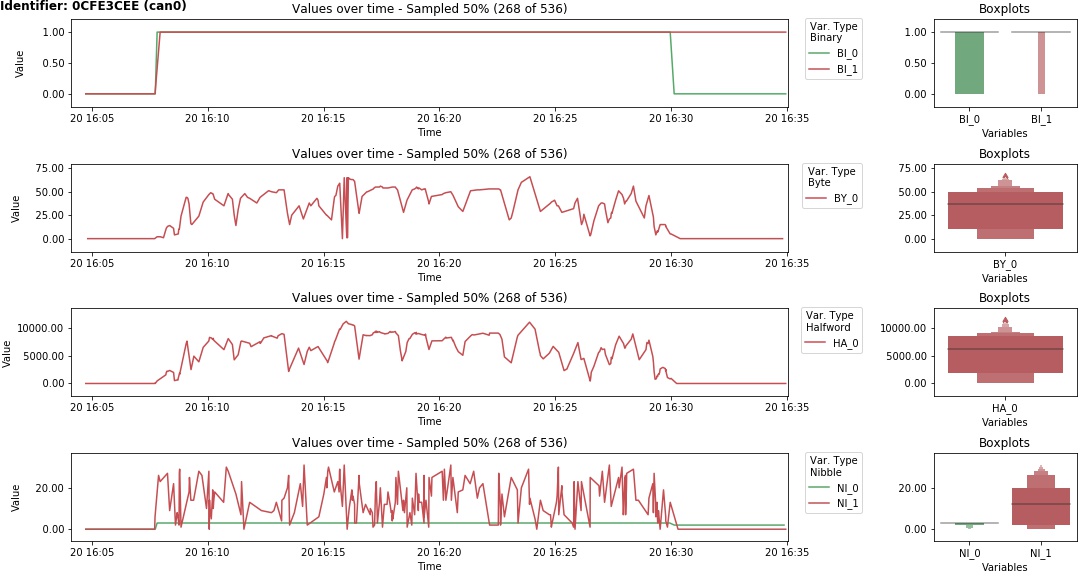 Identifier: 0CFE3CEE (can0)
Values over time - Sampled 50% (268 of 536)
Boxplots
Value
1.00
0.50
0.00
20 16:05
20 16:10
20 16:15
20 16:20
20 16:25
20 16:30
20 16:35
Time
Var. Type
Binary
BI_0
BI_1
1.00
0.50
0.00
BI_0
BI_1
Variables
Values over time - Sampled 50% (268 of 536)
Boxplots
Value
75.00
50.00
25.00
0.00
20 16:05
20 16:10
20 16:15
20 16:20
20 16:25
20 16:30
20 16:35
Time
Var. Type
Byte
BY_0
75.00
50.00
25.00
0.00
BY_0
Variables
Values over time - Sampled 50% (268 of 536)
Boxplots
Value
10000.00
5000.00
0.00
20 16:05
20 16:10
20 16:15
20 16:20
20 16:25
20 16:30
20 16:35
Time
Var. Type
Halfword
HA_0
10000.00
5000.00
0.00
HA_0
Variables
Values over time - Sampled 50% (268 of 536)
Boxplots
Value
20.00
0.00
20 16:05
20 16:10
20 16:15
20 16:20
20 16:25
20 16:30
20 16:35
Time
Var. Type
Nibble
NI_0
NI_1
20.00
0.00
NI_0
NI_1
Variables